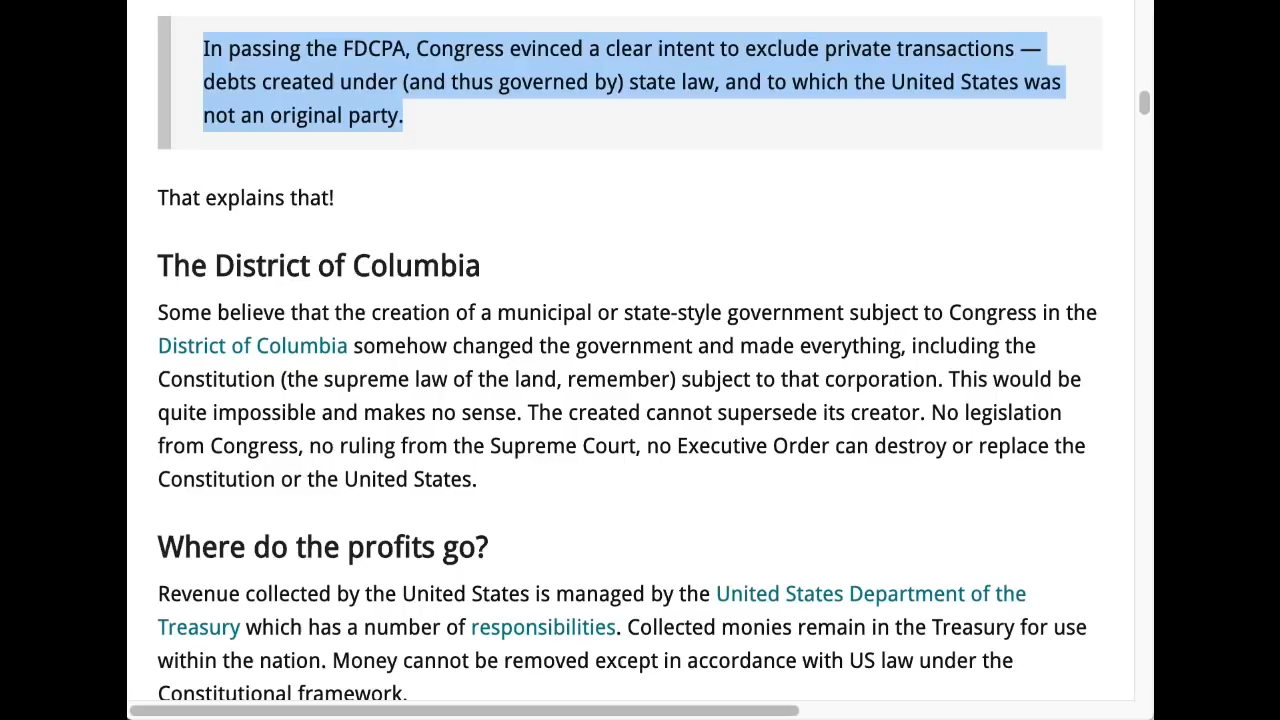 In passing the FDCPA, Congress evinced a clear intent to exclude private transactions —
debts created under (and thus governed by) state law, and to which the United States was
not an original party.
That explains that!
The District of Columbia
Some believe that the creation of a municipal or state-style government subject to Congress in the
District of Columbia somehow changed the government and made everything, including the
Constitution (the supreme law of the land, remember) subject to that corporation. This would be
quite impossible and makes no sense. The created cannot supersede its creator. No legislation
from Congress, no ruling from the Supreme Court, no Executive Order can destroy or replace the
Constitution or the United States.
Where do the profits go?
Revenue collected by the United States is managed by the United States Department of the
Treasury which has a number of responsibilities. Collected monies remain in the Treasury for use
within the nation. Money cannot be removed except in accordance with US law under the
Constitutional framework.